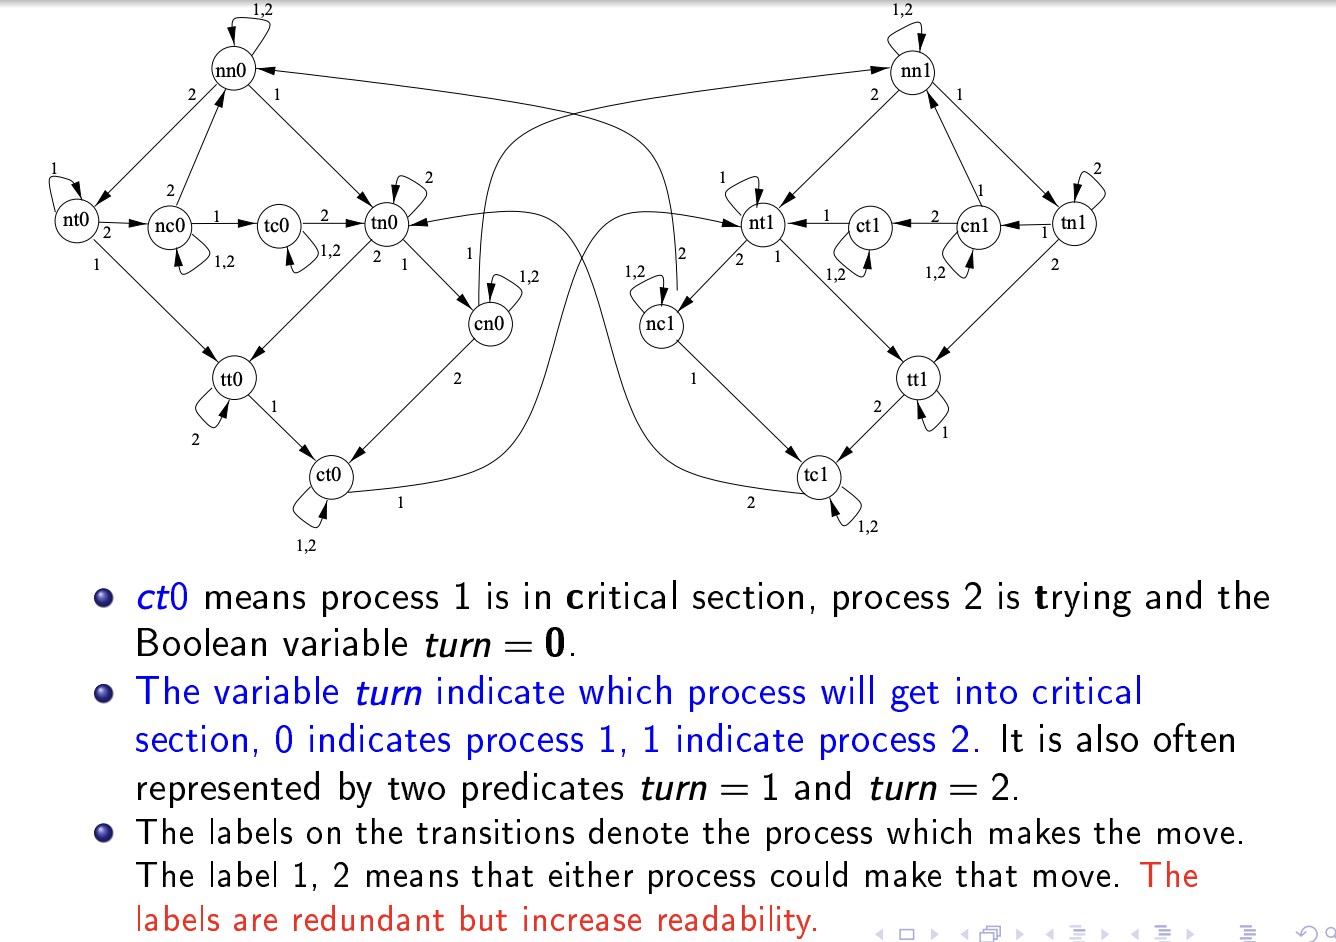 1,2
1,2
nn0
nn1
2
1
2
1
1
2
2
1
2
1
nt0
2
nc0
1
tc0
2
tn0
nt1
1
ct1
2
cn1
1
tn1
1
1,2
1,2
2
1
1
2
2
1
1,2
1,2
2
1,2
1,2
cn0
nc1
tt0
2
1
tt1
1
2
2
1
ct0
tc1
1
2
1,2
1,2
ct0 means process 1 is in critical section, process 2 is trying and the
Boolean variable turn = 0.
The variable turn indicate which process will get into critical
section, 0 indicates process 1, 1 indicate process 2. It is also often
represented by two predicates turn = 1 and turn = 2.
The labels on the transitions denote the process which makes the move.
The label 1, 2 means that either process could make that move. The
labels are redundant but increase readability.